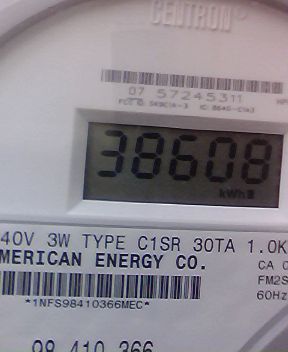 CENTRON®
07 57245311
38608
kWh
40V 3W TYPE C1SR 30TA 1.0K
MERICAN ENERGY CO.
CA 0
FM2S
60Hz
*1NFS98410366MEC*
98 410 366